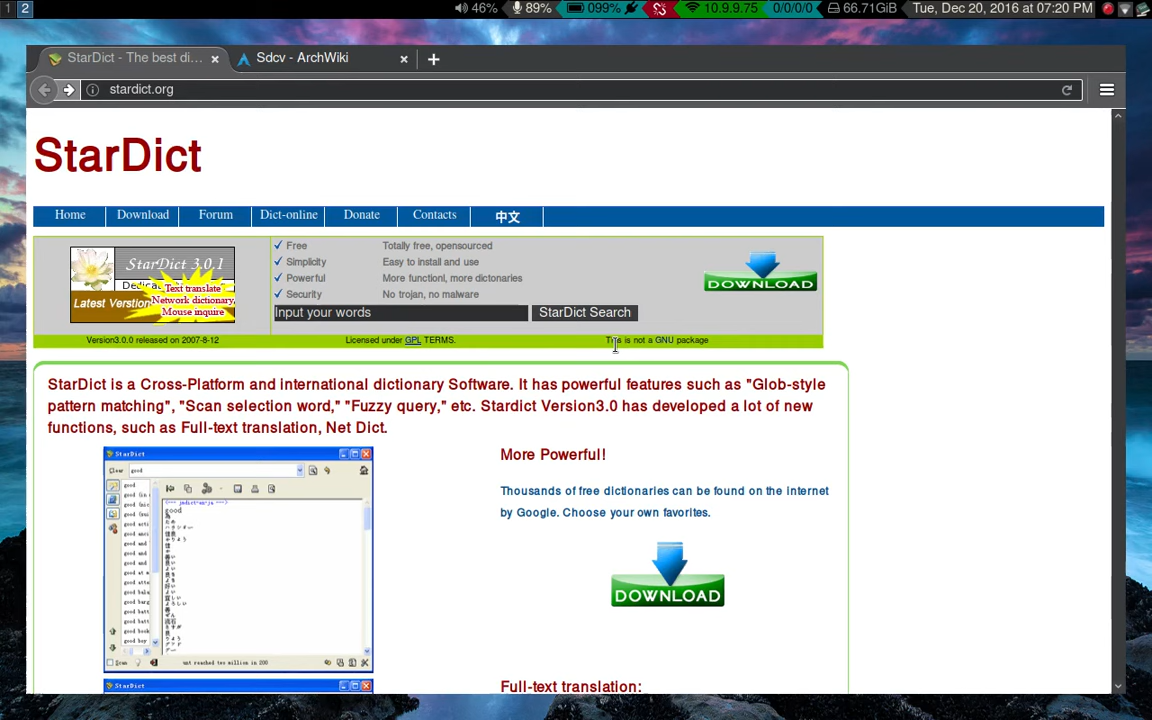 1 2 46% 89% 099% 10.9.9.75 0/0/0/0 66.71GiB Tue, Dec 20, 2016 at 07:20 PM
StarDict - The best di... Sdcv - ArchWiki
stardict.org
StarDict
Home Download Forum Dict-online Donate Contacts 中文
StarDict 3.0.1
Latest Version
Text translate
Network dictionary,
Mouse inquire
Free Totally free, opensourced
Simplicity Easy to install and use
Powerful More functionl, more dictonaries
Security No trojan, no malware
Input your words StarDict Search
DOWNLOAD
Version3.0.0 released on 2007-8-12 Licensed under GPL TERMS. This is not a GNU package
StarDict is a Cross-Platform and international dictionary Software. It has powerful features such as "Glob-style
pattern matching", "Scan selection word," "Fuzzy query," etc. Stardict Version3.0 has developed a lot of new
functions, such as Full-text translation, Net Dict.
StarDict
Clear good
good
good
More Powerful!
Thousands of free dictionaries can be found on the internet
by Google. Choose your own favorites.
DOWNLOAD
Scan
StarDict
Full-text translation: